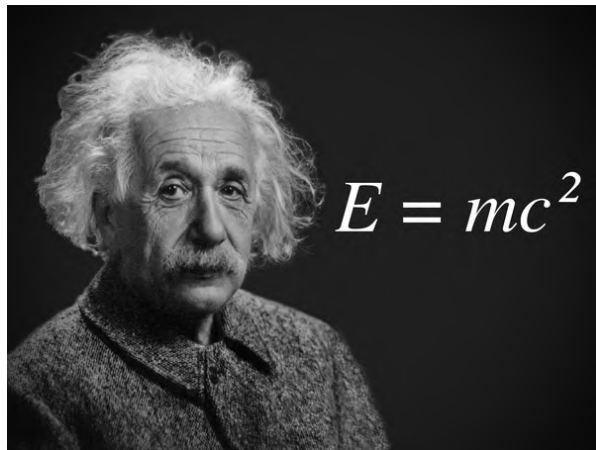 E = mc²